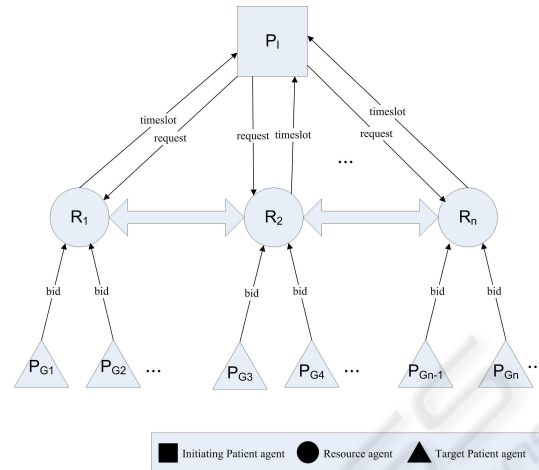 P_I
timeslot
request
request
timeslot
timeslot
request
...
R_1
R_2
R_n
bid
bid
bid
bid
bid
bid
P_G1
P_G2
...
P_G3
P_G4
...
P_Gn-1
P_Gn
...
Initiating Patient agent
Resource agent
Target Patient agent